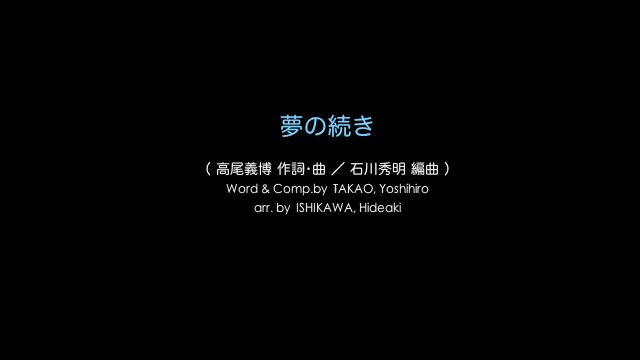 夢の続き
( 高尾義博 作詞・曲 ／ 石川秀明 編曲 )
Word & Comp.by TAKAO, Yoshihiro
arr. by ISHIKAWA, Hideaki